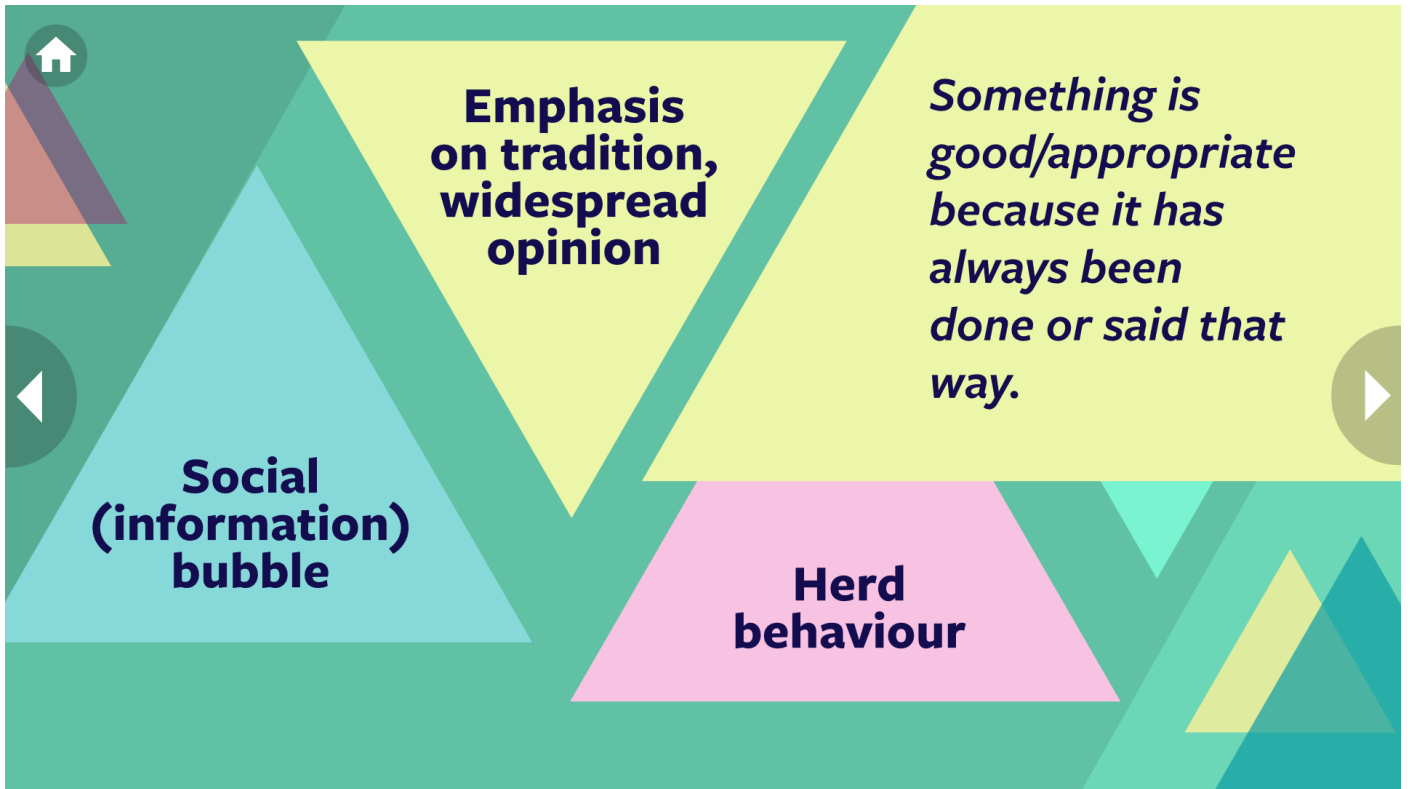 Emphasis
on tradition,
widespread
opinion
Something is
good/appropriate
because it has
always been
done or said that
way.
Social
(information)
bubble
Herd
behaviour